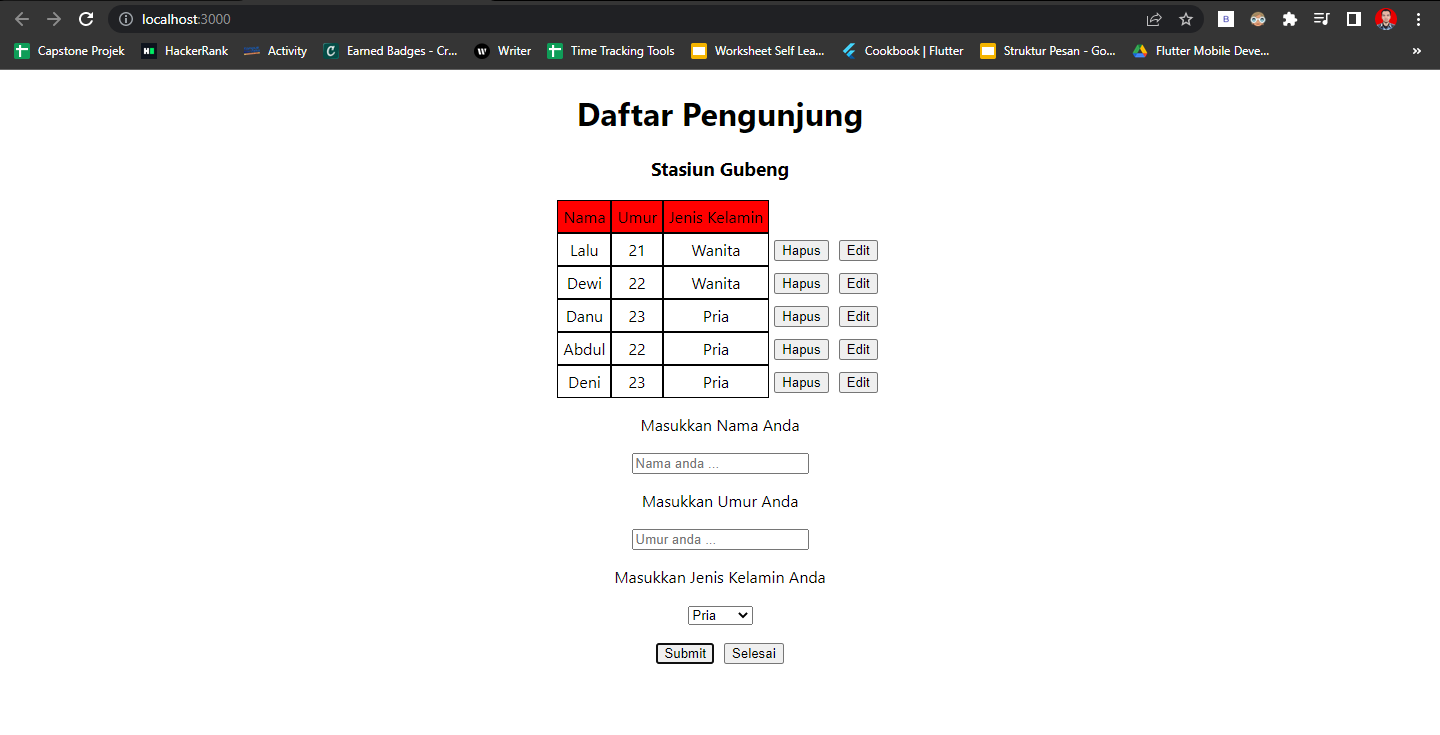 localhost:3000
Capstone Projek HackerRank Activity Earned Badges - Cr... Writer Time Tracking Tools Worksheet Self Lea... Cookbook | Flutter Struktur Pesan - Go... Flutter Mobile Deve... »
Daftar Pengunjung
Stasiun Gubeng
Nama Umur Jenis Kelamin
Lalu 21 Wanita Hapus Edit
Dewi 22 Wanita Hapus Edit
Danu 23 Pria Hapus Edit
Abdul 22 Pria Hapus Edit
Deni 23 Pria Hapus Edit
Masukkan Nama Anda
Nama anda ...
Masukkan Umur Anda
Umur anda ...
Masukkan Jenis Kelamin Anda
Pria
Submit Selesai